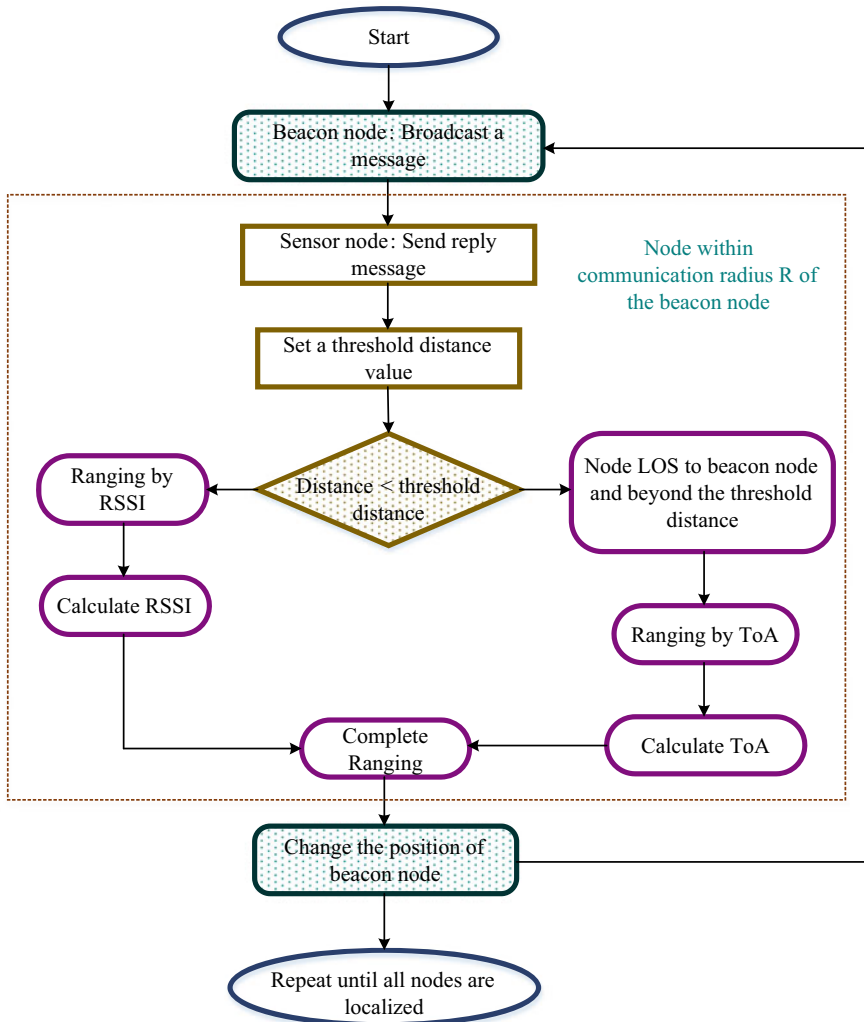 Start
Beacon node: Broadcast a
message
Sensor node: Send reply
message
Node within
communication radius R of
the beacon node
Set a threshold distance
value
Distance < threshold
distance
Ranging by
RSSI
Node LOS to beacon node
and beyond the threshold
distance
Calculate RSSI
Ranging by ToA
Complete
Ranging
Calculate ToA
Change the position of
beacon node
Repeat until all nodes are
localized